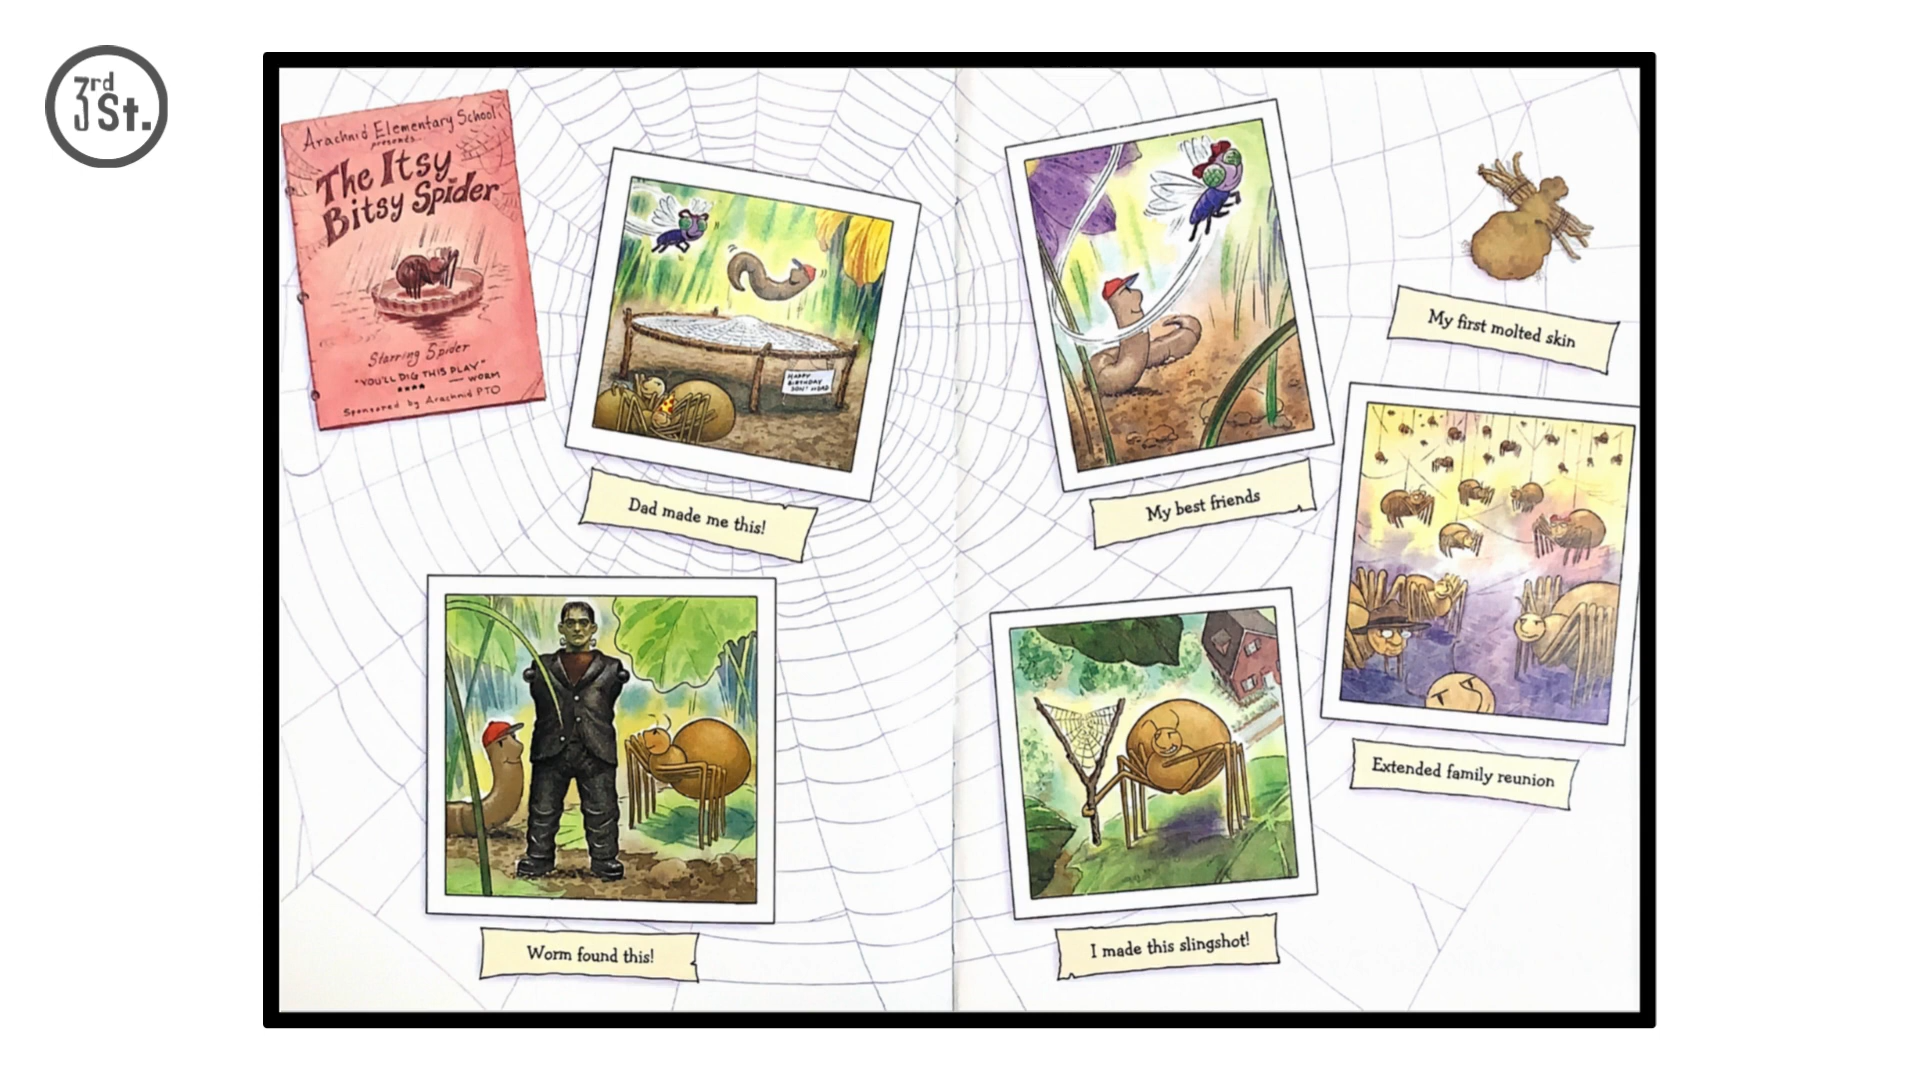 3rd
St.
Arachnid Elementary School
presents...
The Itsy
Bitsy Spider
Starring Spider
"YOU'LL DIG THIS PLAY"
**** — WORM
Sponsored by Arachnid PTO
HAPPY
BIRTHDAY
SON!
Dad made me this!
My best friends
My first molted skin
Extended family reunion
Worm found this!
I made this slingshot!